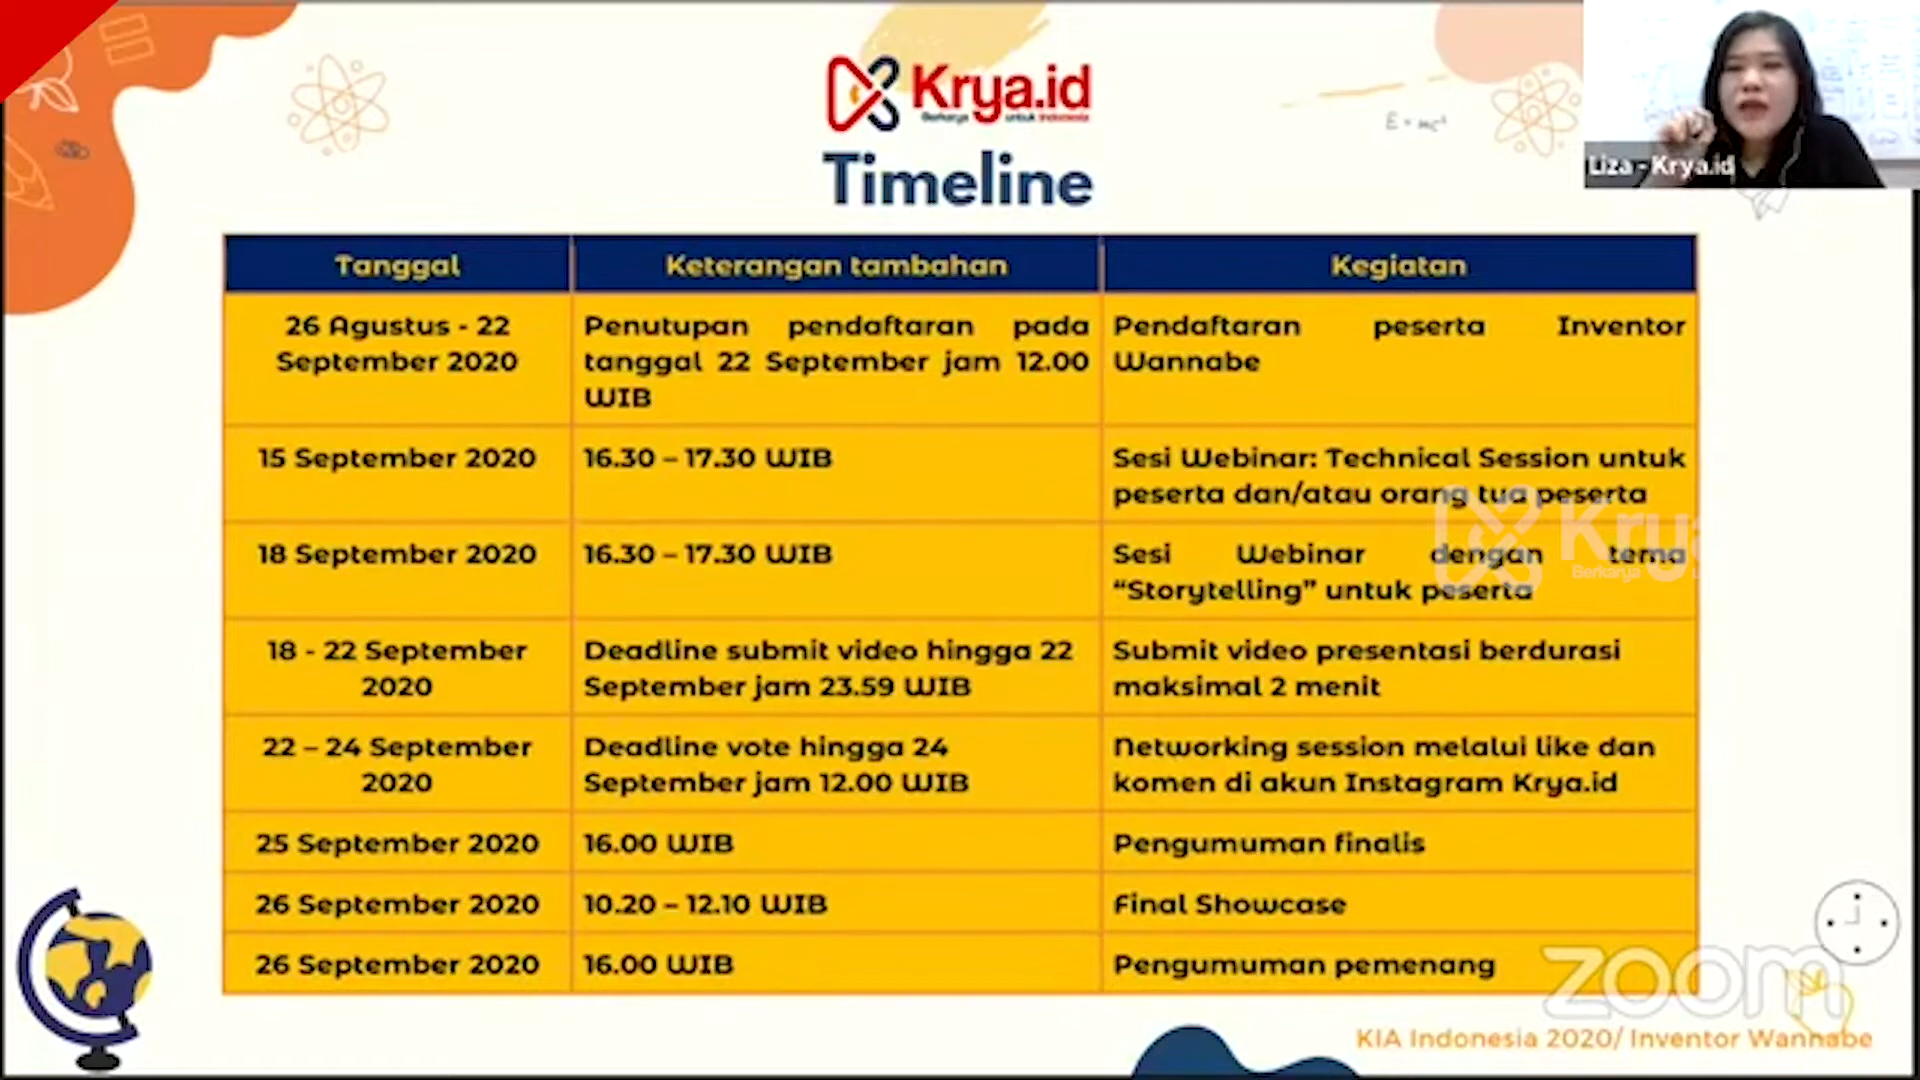 Krya.id
Berkarya untuk Indonesia
Timeline
E = mc²
Liza - Krya.id
Tanggal
Keterangan tambahan
Kegiatan
26 Agustus - 22
September 2020
Penutupan pendaftaran pada
tanggal 22 September jam 12.00
WIB
Pendaftaran peserta Inventor
Wannabe
15 September 2020
16.30 – 17.30 WIB
Sesi Webinar: Technical Session untuk
peserta dan/atau orang tua peserta
18 September 2020
16.30 – 17.30 WIB
Sesi Webinar dengan tema
“Storytelling” untuk peserta
18 - 22 September
2020
Deadline submit video hingga 22
September jam 23.59 WIB
Submit video presentasi berdurasi
maksimal 2 menit
22 – 24 September
2020
Deadline vote hingga 24
September jam 12.00 WIB
Networking session melalui like dan
komen di akun Instagram Krya.id
25 September 2020
16.00 WIB
Pengumuman finalis
26 September 2020
10.20 – 12.10 WIB
Final Showcase
26 September 2020
16.00 WIB
Pengumuman pemenang
Berkarya
zoom
KIA Indonesia 2020/ Inventor Wannabe